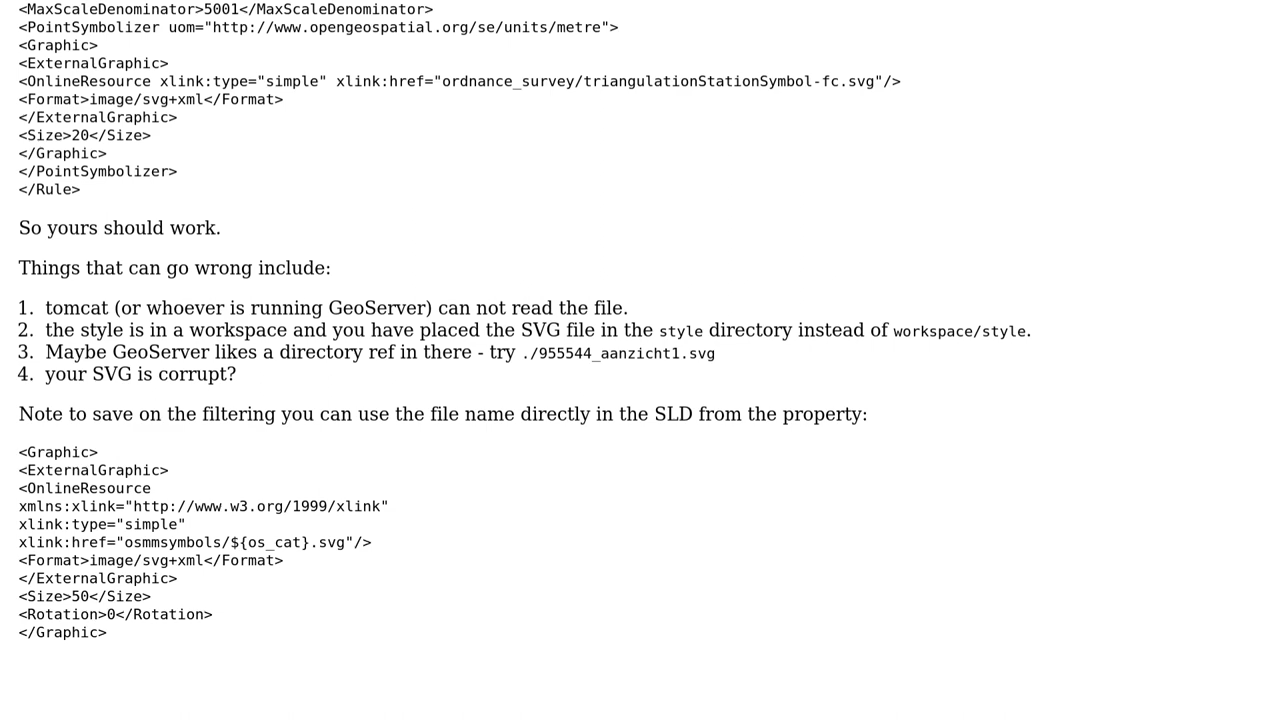 <MaxScaleDenominator>5001</MaxScaleDenominator>
<PointSymbolizer uom="http://www.opengeospatial.org/se/units/metre">
<Graphic>
<ExternalGraphic>
<OnlineResource xlink:type="simple" xlink:href="ordnance_survey/triangulationStationSymbol-fc.svg"/>
<Format>image/svg+xml</Format>
</ExternalGraphic>
<Size>20</Size>
</Graphic>
</PointSymbolizer>
</Rule>
So yours should work.
Things that can go wrong include:
1. tomcat (or whoever is running GeoServer) can not read the file.
2. the style is in a workspace and you have placed the SVG file in the style directory instead of workspace/style.
3. Maybe GeoServer likes a directory ref in there - try ./955544_aanzicht1.svg
4. your SVG is corrupt?
Note to save on the filtering you can use the file name directly in the SLD from the property:
<Graphic>
<ExternalGraphic>
<OnlineResource
xmlns:xlink="http://www.w3.org/1999/xlink"
xlink:type="simple"
xlink:href="osmmsymbols/${os_cat}.svg"/>
<Format>image/svg+xml</Format>
</ExternalGraphic>
<Size>50</Size>
<Rotation>0</Rotation>
</Graphic>